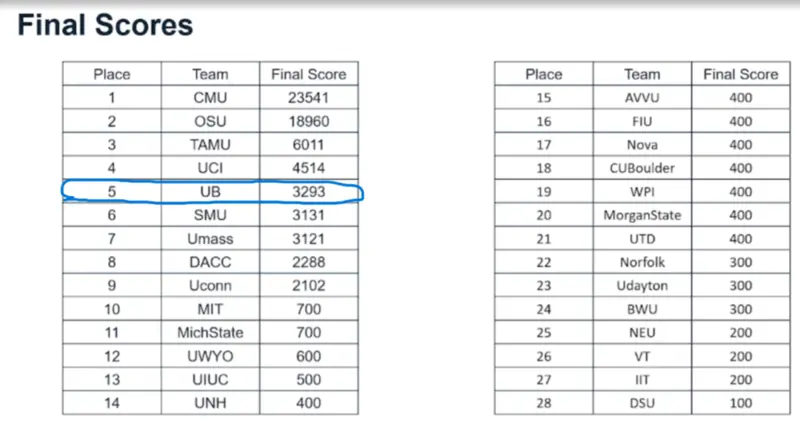 Final Scores
Place Team Final Score
1 CMU 23541
2 OSU 18960
3 TAMU 6011
4 UCI 4514
5 UB 3293
6 SMU 3131
7 Umass 3121
8 DACC 2288
9 Uconn 2102
10 MIT 700
11 MichState 700
12 UWYO 600
13 UIUC 500
14 UNH 400
Place Team Final Score
15 AVVU 400
16 FIU 400
17 Nova 400
18 CUBoulder 400
19 WPI 400
20 MorganState 400
21 UTD 400
22 Norfolk 300
23 Udayton 300
24 BWU 300
25 NEU 200
26 VT 200
27 IIT 200
28 DSU 100